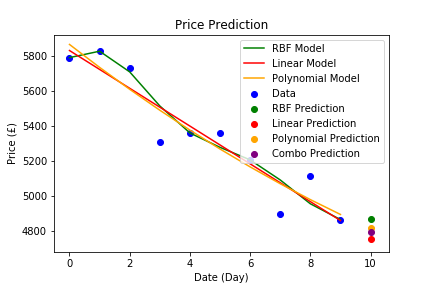 Price Prediction
Price (£)
5800
5600
5400
5200
5000
4800
RBF Model
Linear Model
Polynomial Model
Data
RBF Prediction
Linear Prediction
Polynomial Prediction
Combo Prediction
0 2 4 6 8 10
Date (Day)